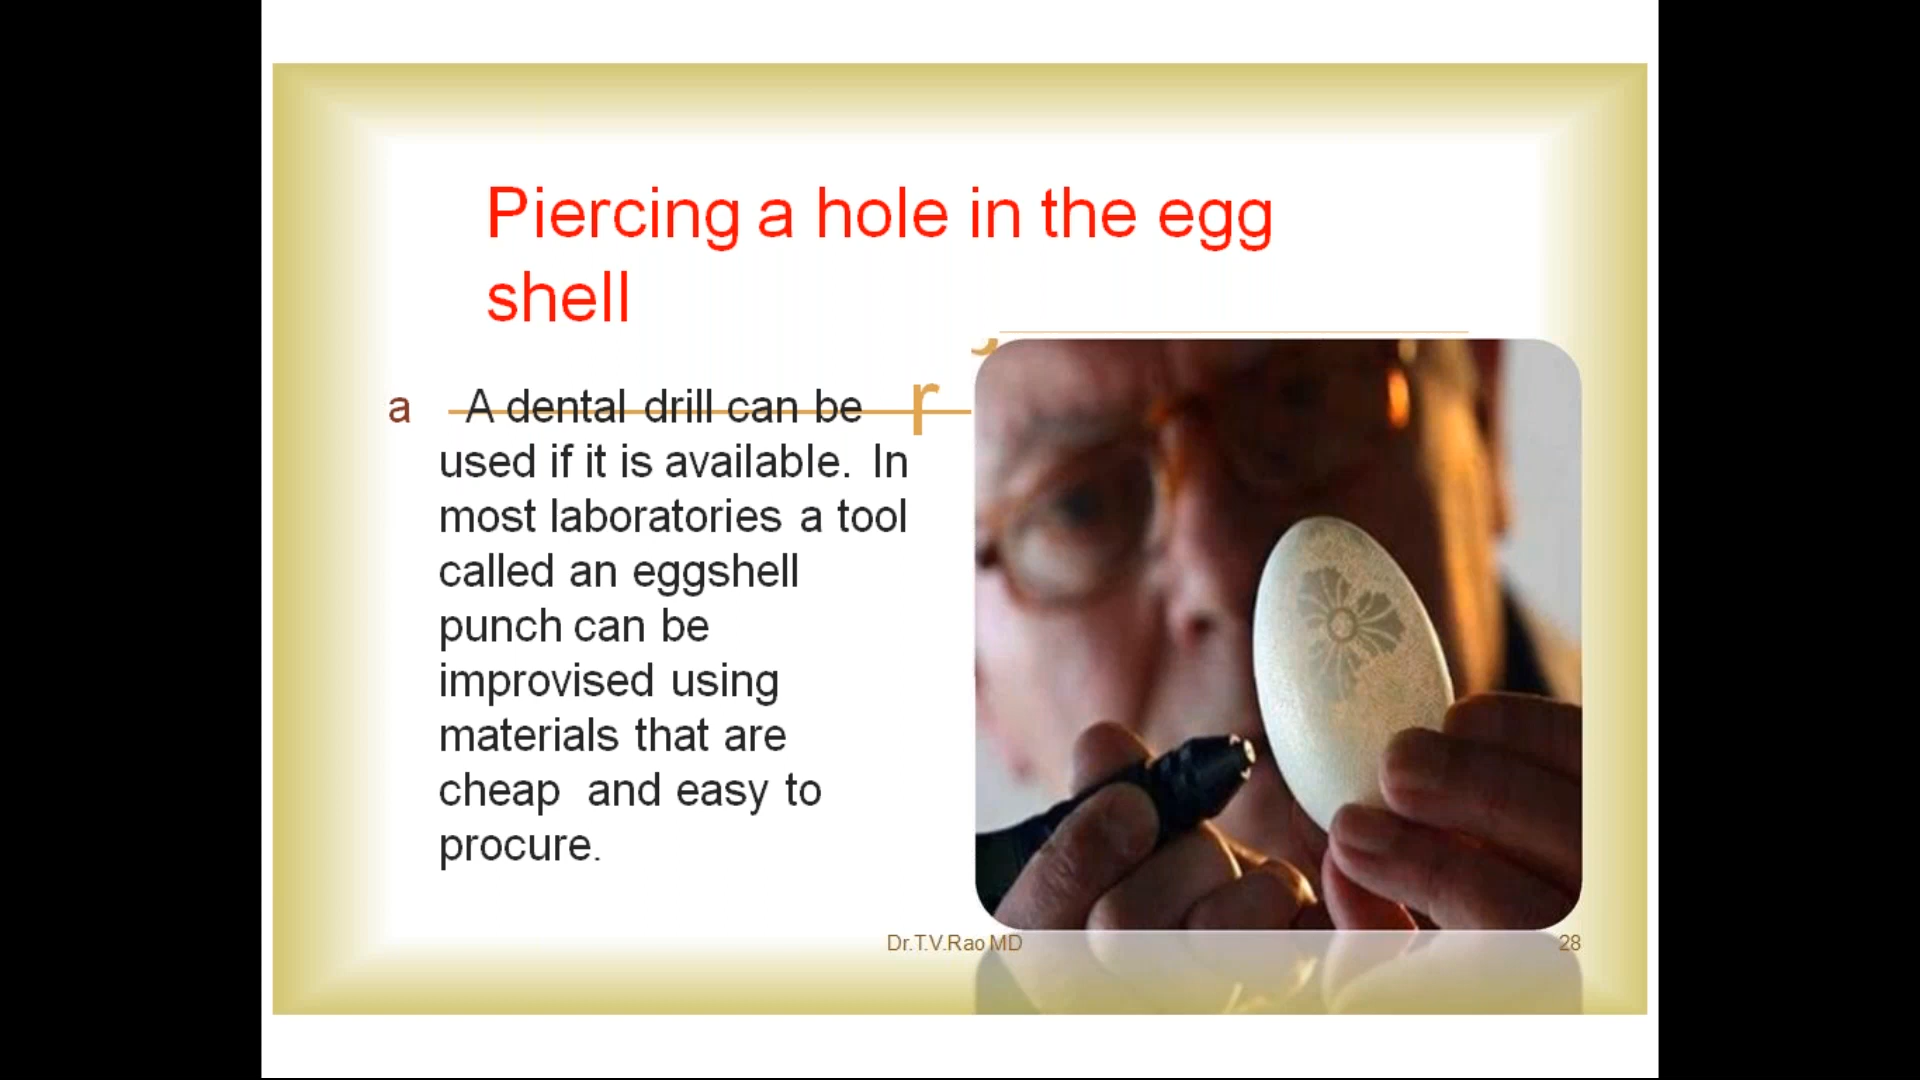 Piercing a hole in the egg
shell
r
a A dental drill can be
used if it is available. In
most laboratories a tool
called an eggshell
punch can be
improvised using
materials that are
cheap and easy to
procure.
Dr.T.V.Rao MD
28